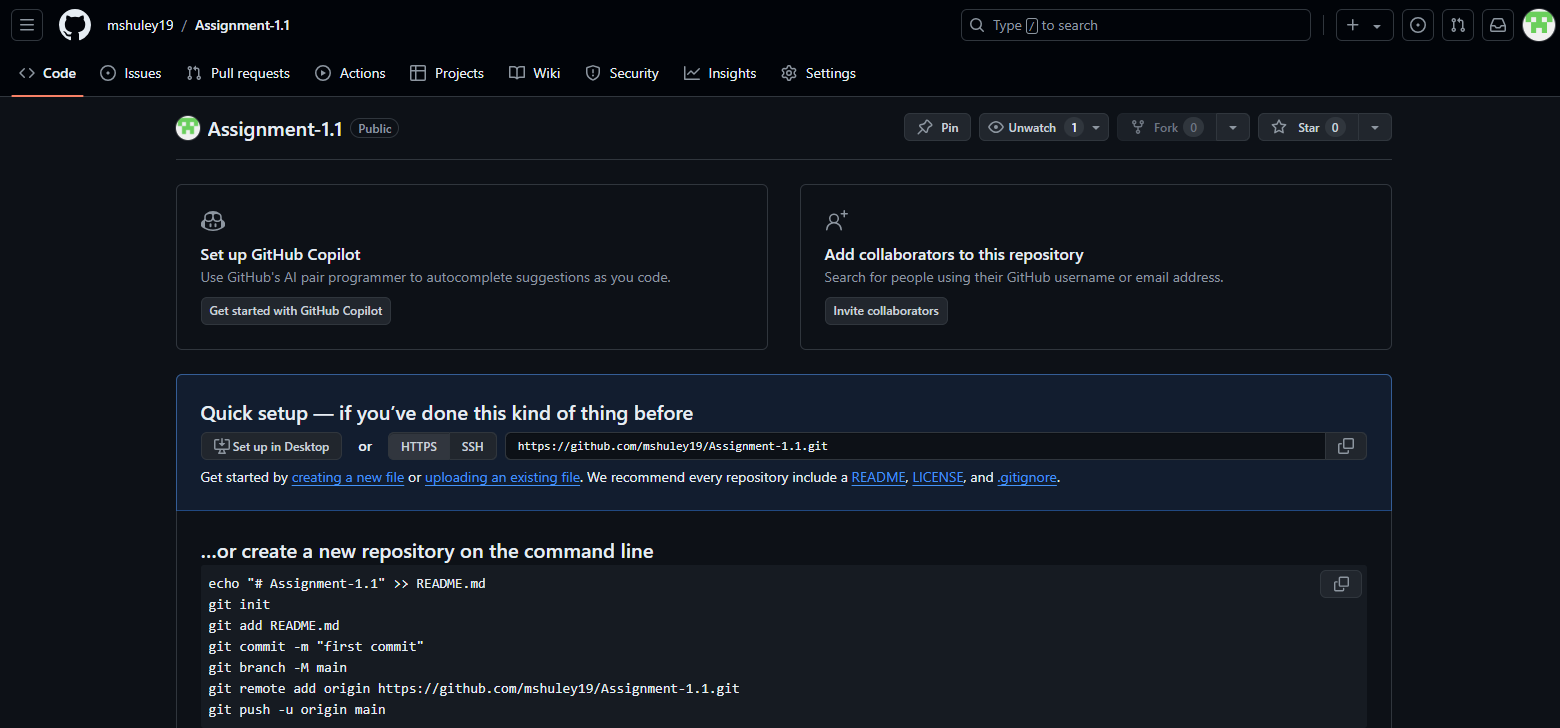 mshuley19 / Assignment-1.1
Type / to search
Code Issues Pull requests Actions Projects Wiki Security Insights Settings
Assignment-1.1 Public
Pin Unwatch 1 Fork 0 Star 0
Set up GitHub Copilot
Use GitHub's AI pair programmer to autocomplete suggestions as you code.
Get started with GitHub Copilot
Add collaborators to this repository
Search for people using their GitHub username or email address.
Invite collaborators
Quick setup — if you’ve done this kind of thing before
Set up in Desktop or HTTPS SSH https://github.com/mshuley19/Assignment-1.1.git
Get started by creating a new file or uploading an existing file. We recommend every repository include a README, LICENSE, and .gitignore.
…or create a new repository on the command line
echo "# Assignment-1.1" >> README.md
git init
git add README.md
git commit -m "first commit"
git branch -M main
git remote add origin https://github.com/mshuley19/Assignment-1.1.git
git push -u origin main